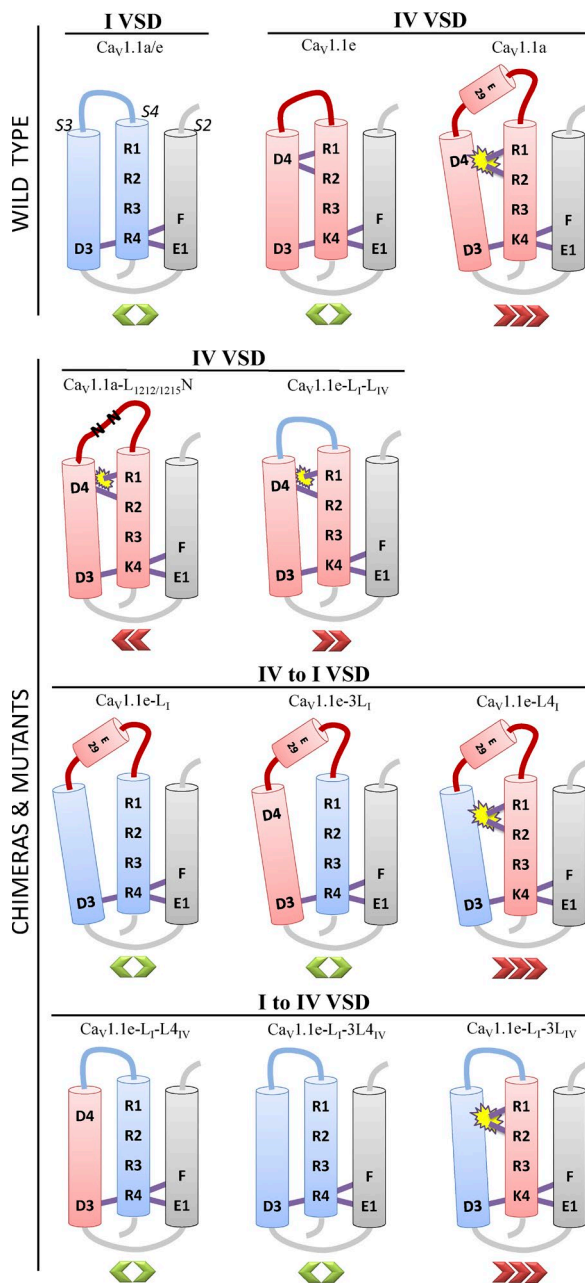 I VSD
IV VSD
CaV1.1a/e
CaV1.1e
CaV1.1a
WILD TYPE
S3
S4
S2
R1
R2
R3
R4
D3
F
E1
D4
R1
R2
R3
K4
D3
F
E1
E
29
D4
R1
R2
R3
K4
D3
F
E1
CHIMERAS & MUTANTS
IV VSD
CaV1.1a-L1212/1215N
CaV1.1e-LI-LIV
N N
D4
R1
R2
R3
K4
D3
F
E1
D4
R1
R2
R3
K4
D3
F
E1
IV to I VSD
CaV1.1e-LI
CaV1.1e-3LI
CaV1.1e-L4I
E
29
R1
R2
R3
R4
D3
F
E1
E
29
D4
R1
R2
R3
R4
D3
F
E1
E
29
R1
R2
R3
K4
D3
F
E1
I to IV VSD
CaV1.1e-LI-L4IV
CaV1.1e-LI-3L4IV
CaV1.1e-LI-3LIV
D4
R1
R2
R3
R4
D3
F
E1
R1
R2
R3
R4
D3
F
E1
R1
R2
R3
K4
D3
F
E1